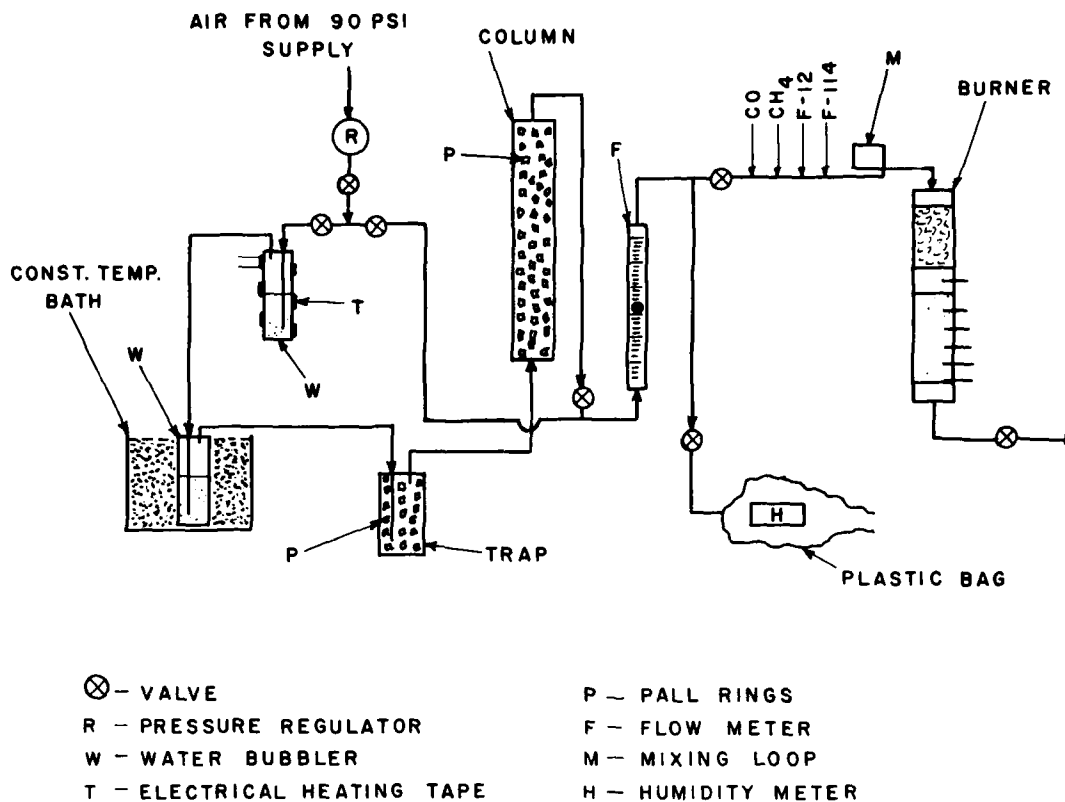 AIR FROM 90 PSI
SUPPLY
COLUMN
M
CO
CH4
F-12
F-114
BURNER
R
P
F
CONST. TEMP.
BATH
T
W
W
H
P
TRAP
PLASTIC BAG
– VALVE
R – PRESSURE REGULATOR
W – WATER BUBBLER
T – ELECTRICAL HEATING TAPE
P – PALL RINGS
F – FLOW METER
M – MIXING LOOP
H – HUMIDITY METER